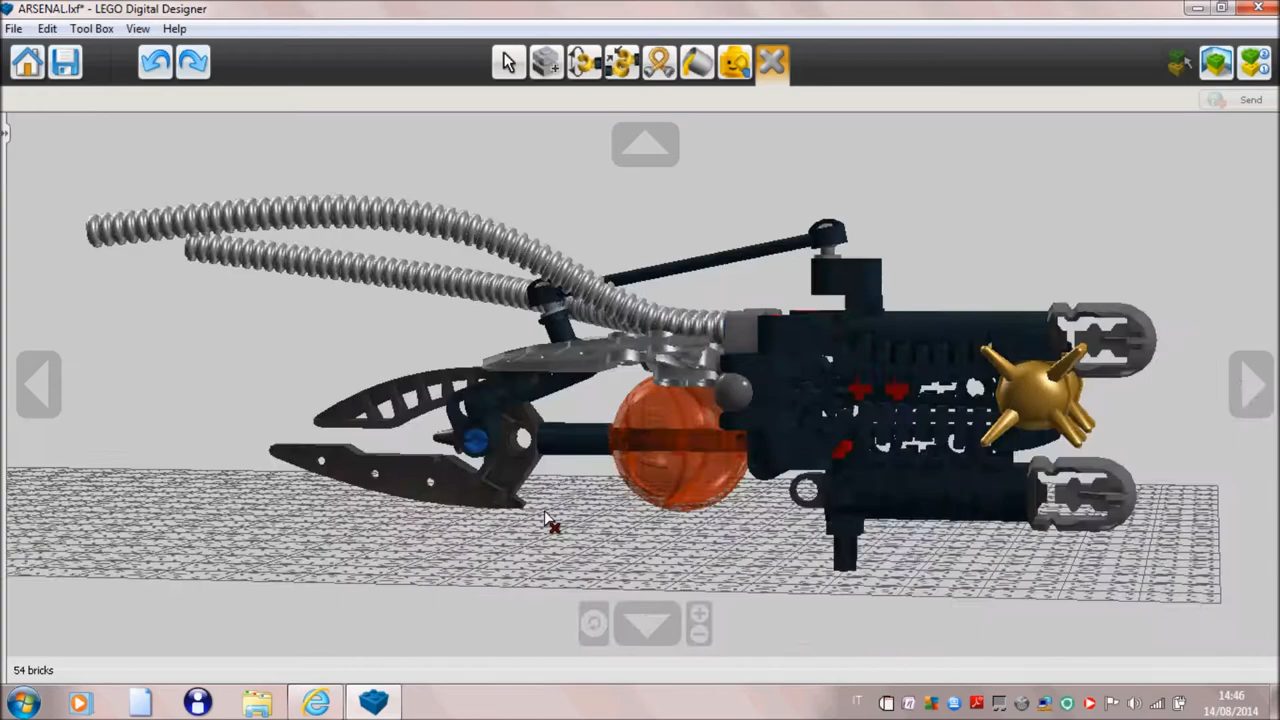 ARSENAL.lxf* - LEGO Digital Designer
File Edit Tool Box View Help
Send
54 bricks
IT
14:46
14/08/2014